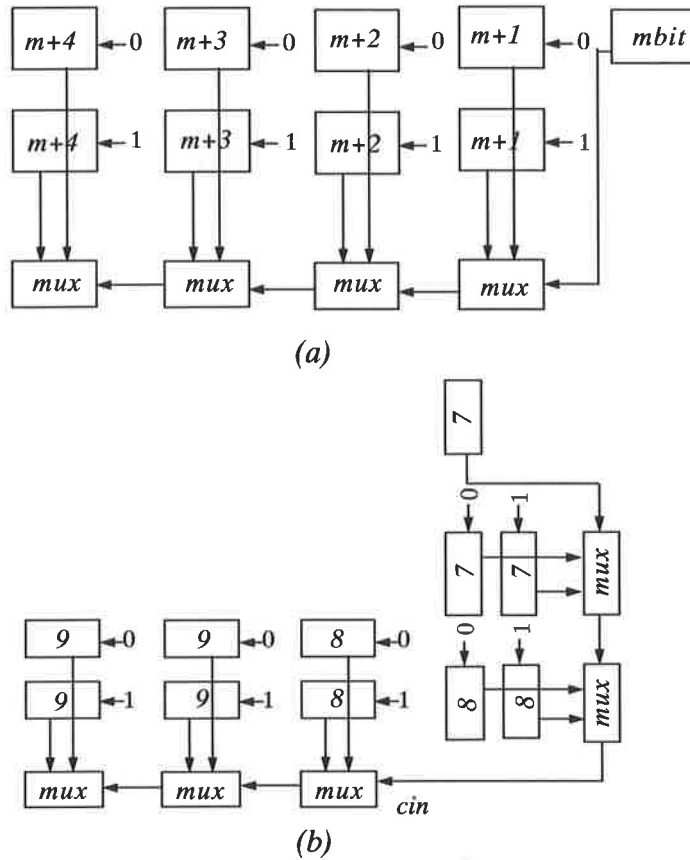 m+4 0 m+3 0 m+2 0 m+1 0 mbit
m+4 1 m+3 1 m+2 1 m+1 1
mux mux mux mux
(a)
7
0 1
7 7 mux
0 1
9 0 9 0 8 0
8 8 mux
9 1 9 1 8 1
mux mux mux
cin
(b)